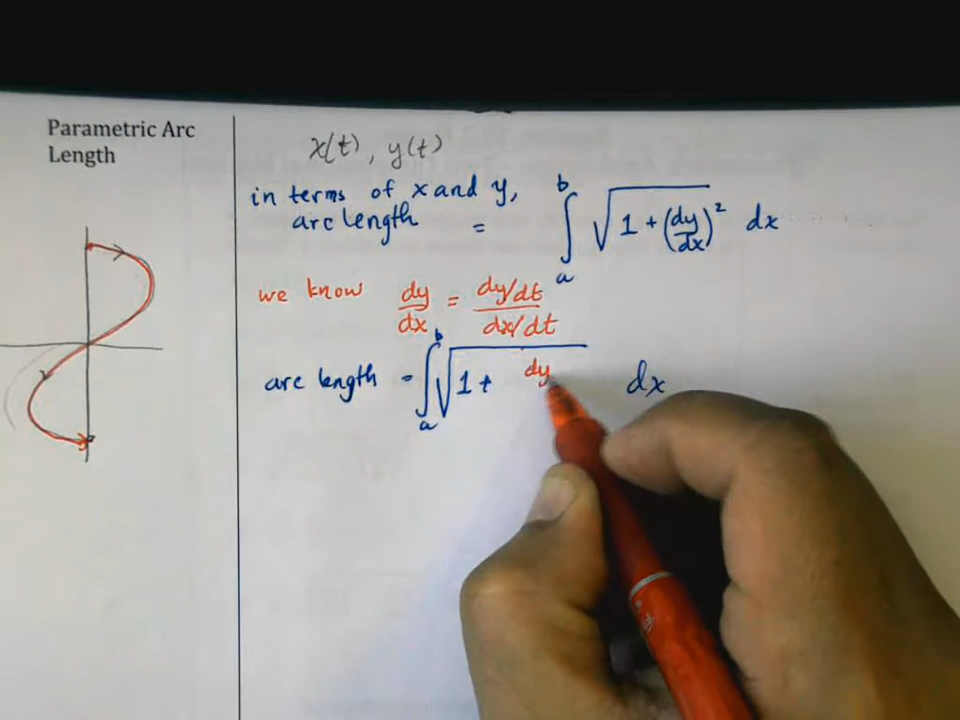 Parametric Arc
Length
x(t), y(t)
in terms of x and y,
arc length = ∫_a^b √(1 + (dy/dx)²) dx
we know dy/dx = (dy/dt)/(dx/dt)
arc length = ∫_a^b √(1 + dy dx